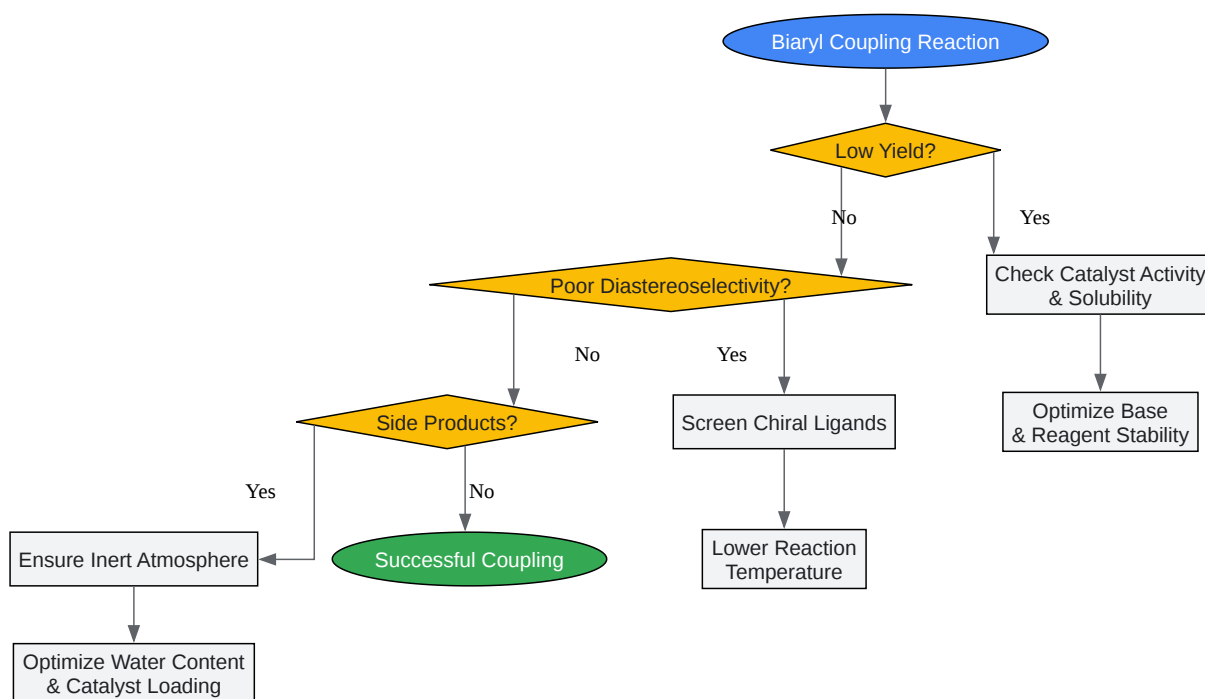 Biaryl Coupling Reaction
Low Yield?
No
Yes
Poor Diastereoselectivity?
Check Catalyst Activity
& Solubility
No
Yes
Side Products?
Screen Chiral Ligands
Optimize Base
& Reagent Stability
Yes
No
Ensure Inert Atmosphere
Successful Coupling
Lower Reaction
Temperature
Optimize Water Content
& Catalyst Loading